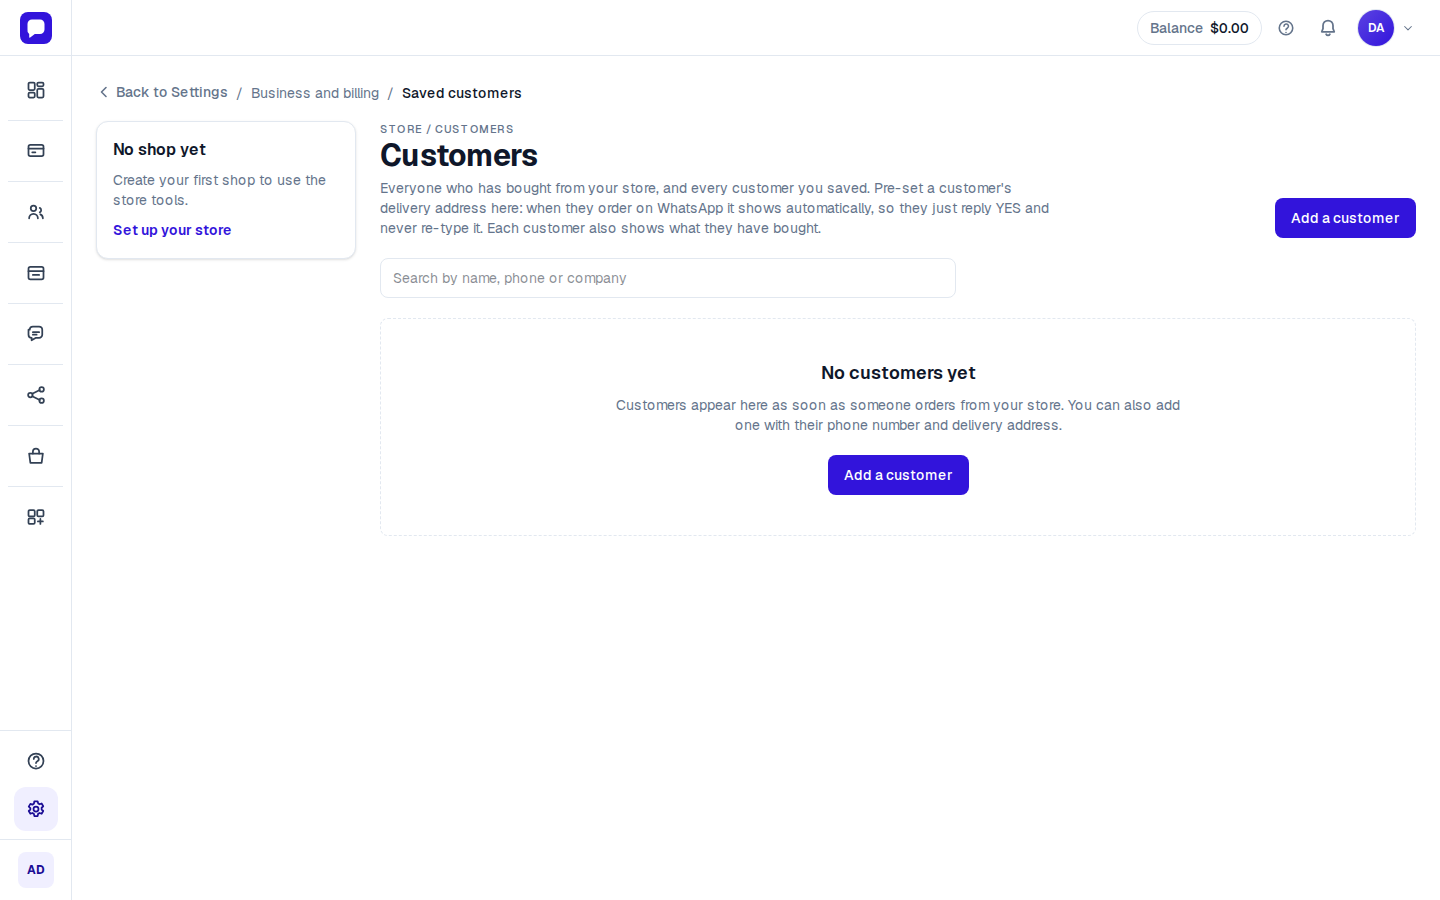 Balance $0.00
DA
Back to Settings / Business and billing / Saved customers
No shop yet
Create your first shop to use the
store tools.
Set up your store
STORE / CUSTOMERS
Customers
Everyone who has bought from your store, and every customer you saved. Pre-set a customer's
delivery address here: when they order on WhatsApp it shows automatically, so they just reply YES and
never re-type it. Each customer also shows what they have bought.
Add a customer
Search by name, phone or company
No customers yet
Customers appear here as soon as someone orders from your store. You can also add
one with their phone number and delivery address.
Add a customer
AD